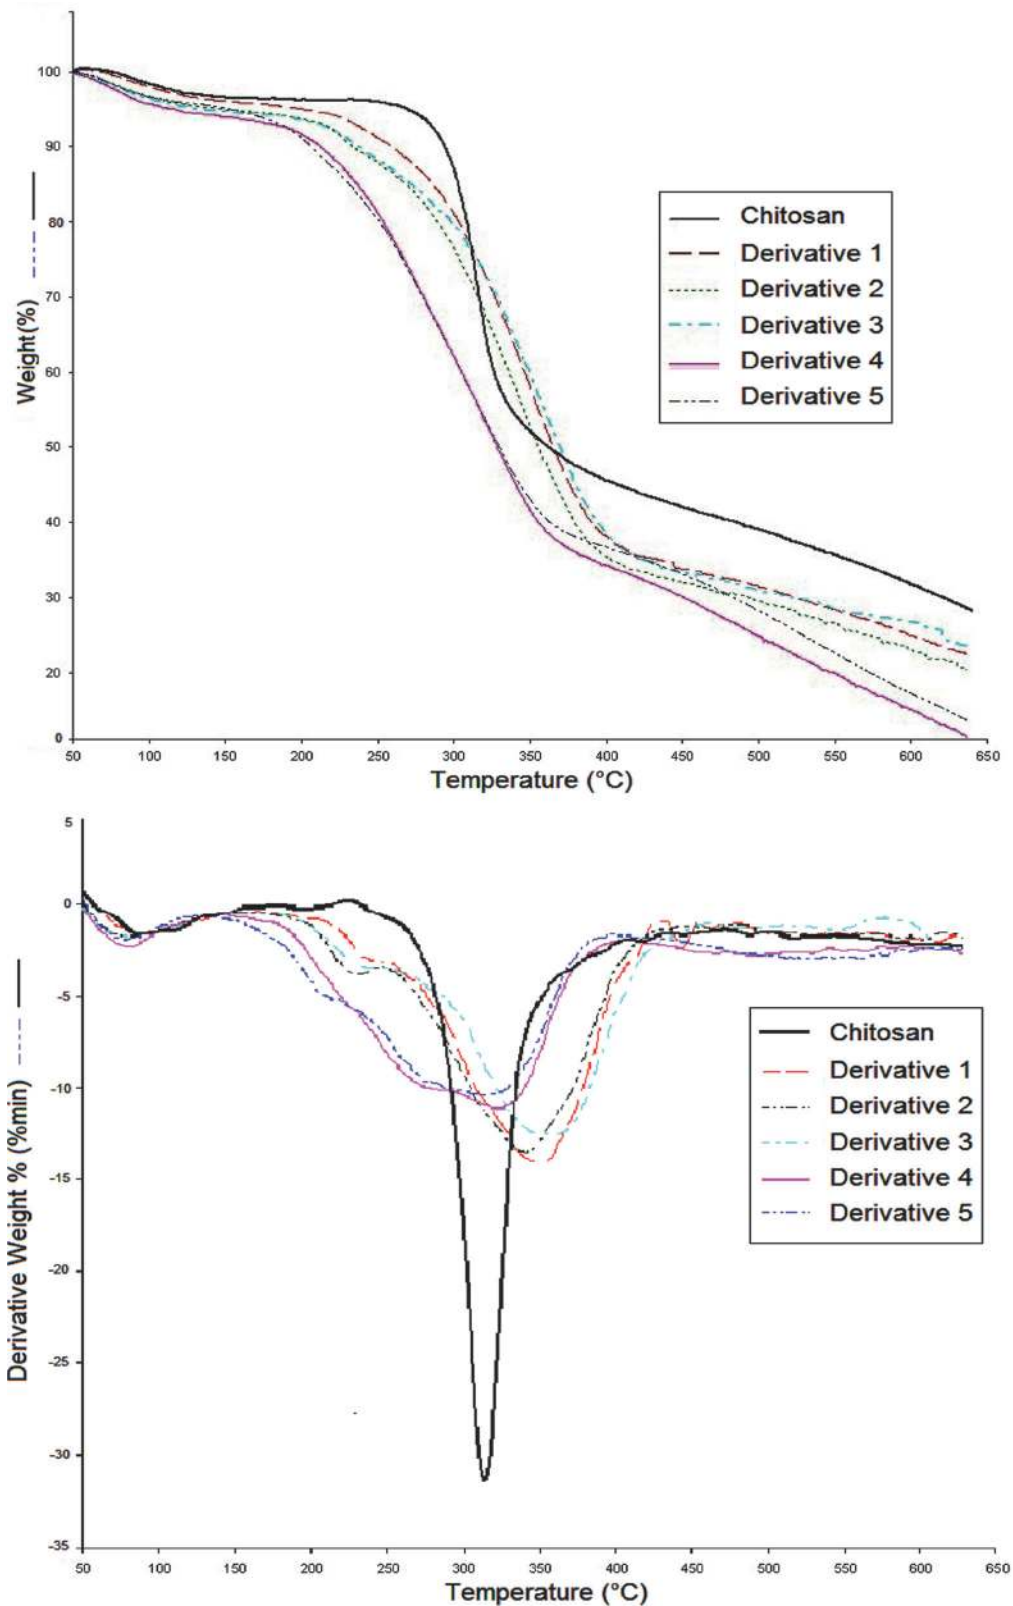 100
90
80
70
60
50
40
30
20
0
Weight(%)
Chitosan
Derivative 1
Derivative 2
Derivative 3
Derivative 4
Derivative 5
50 100 150 200 250 300 350 400 450 500 550 600 650
Temperature (°C)
5
0
-5
-10
-15
-20
-25
-30
-35
Derivative Weight % (%min)
Chitosan
Derivative 1
Derivative 2
Derivative 3
Derivative 4
Derivative 5
50 100 150 200 250 300 350 400 450 500 550 600 650
Temperature (°C)